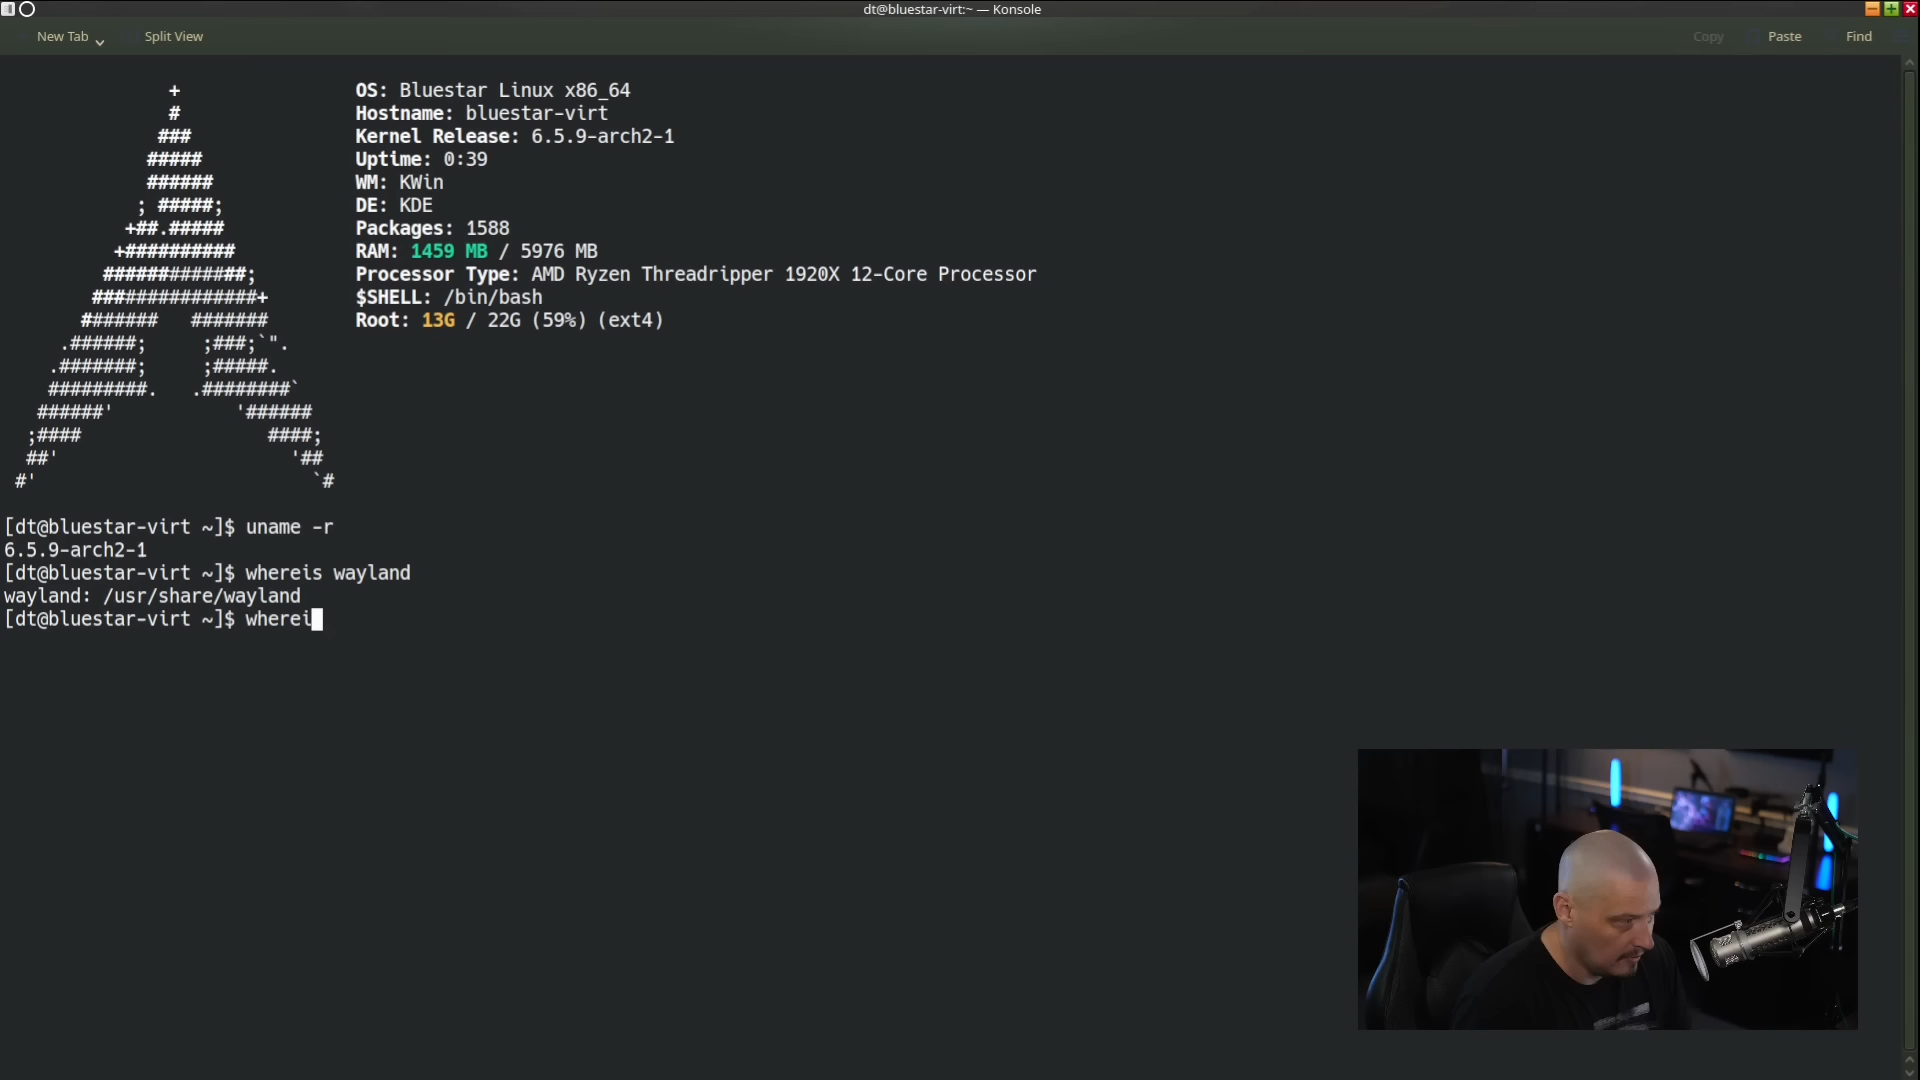 dt@bluestar-virt:~ — Konsole
New Tab
Split View
Copy
Paste
Find
+
#
###
#####
######
; #####;
+##.#####
+##########
#############;
###############+
####### #######
.######; ;###;`".
.#######; ;#####.
#########. .########`
######' '######
;#### ####;
##' '##
#' `#
OS: Bluestar Linux x86_64
Hostname: bluestar-virt
Kernel Release: 6.5.9-arch2-1
Uptime: 0:39
WM: KWin
DE: KDE
Packages: 1588
RAM: 1459 MB / 5976 MB
Processor Type: AMD Ryzen Threadripper 1920X 12-Core Processor
$SHELL: /bin/bash
Root: 13G / 22G (59%) (ext4)
[dt@bluestar-virt ~]$ uname -r
6.5.9-arch2-1
[dt@bluestar-virt ~]$ whereis wayland
wayland: /usr/share/wayland
[dt@bluestar-virt ~]$ wherei